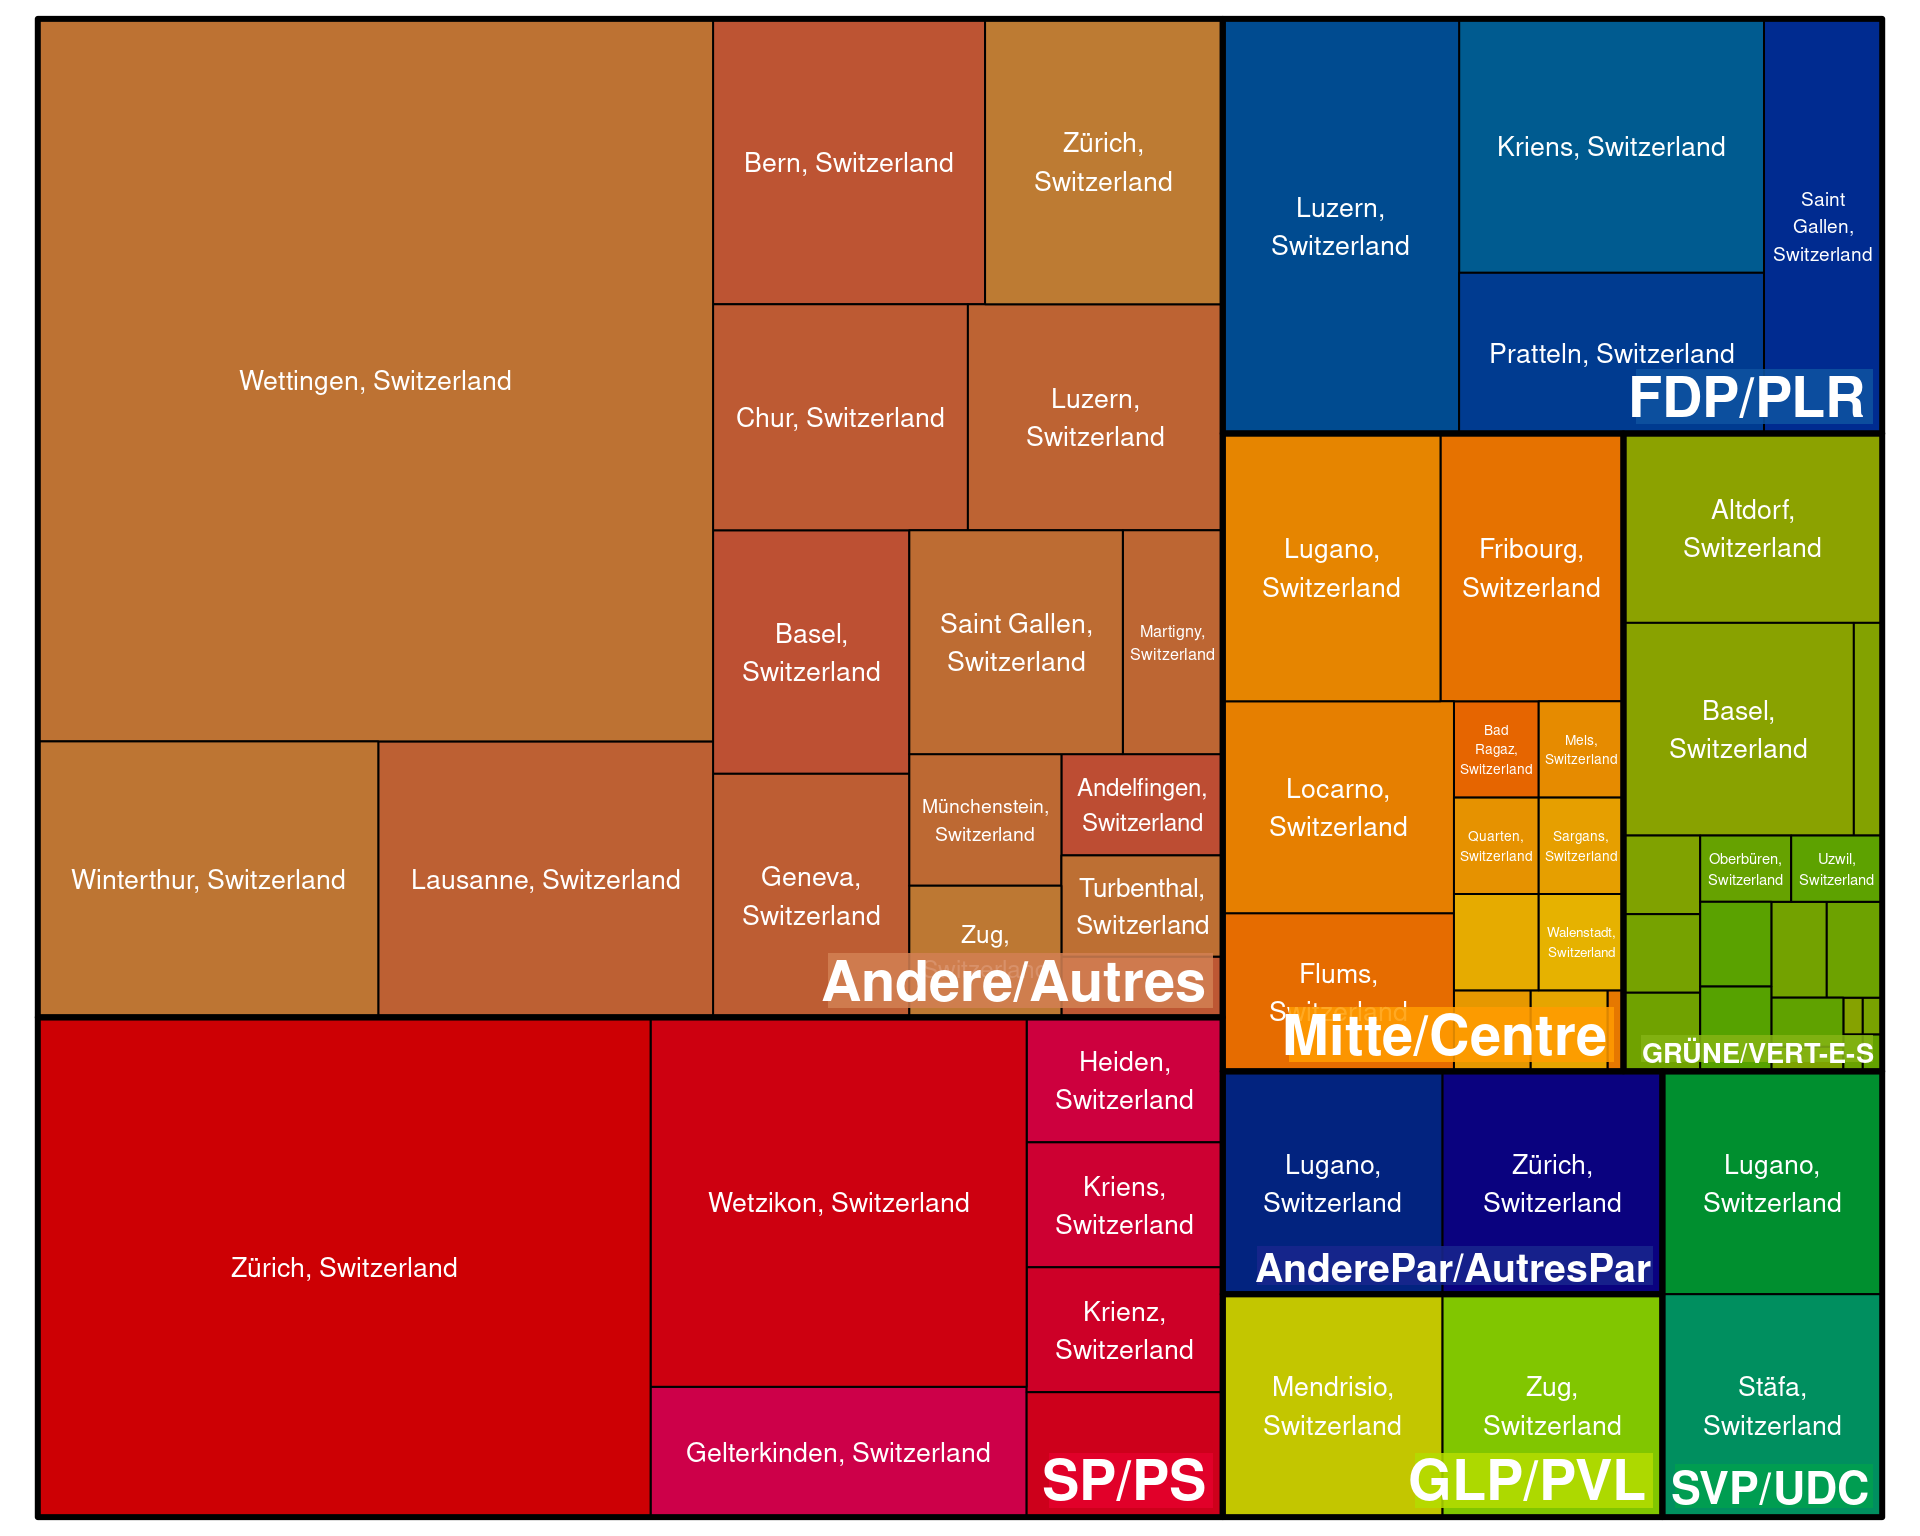 Wettingen, Switzerland
Bern, Switzerland
Zürich,
Switzerland
Chur, Switzerland
Luzern,
Switzerland
Basel,
Switzerland
Saint Gallen,
Switzerland
Martigny,
Switzerland
Winterthur, Switzerland
Lausanne, Switzerland
Geneva,
Switzerland
Münchenstein,
Switzerland
Andelfingen,
Switzerland
Turbenthal,
Switzerland
Zug,
Switzerland
Andere/Autres
Zürich, Switzerland
Wetzikon, Switzerland
Gelterkinden, Switzerland
Heiden,
Switzerland
Kriens,
Switzerland
Krienz,
Switzerland
SP/PS
Luzern,
Switzerland
Kriens, Switzerland
Pratteln, Switzerland
Saint
Gallen,
Switzerland
FDP/PLR
Lugano,
Switzerland
Fribourg,
Switzerland
Locarno,
Switzerland
Bad
Ragaz,
Switzerland
Mels,
Switzerland
Quarten,
Switzerland
Sargans,
Switzerland
Walenstadt,
Switzerland
Flums,
Switzerland
Mitte/Centre
Altdorf,
Switzerland
Basel,
Switzerland
Oberbüren,
Switzerland
Uzwil,
Switzerland
GRÜNE/VERT-E-S
Lugano,
Switzerland
Zürich,
Switzerland
AnderePar/AutresPar
Mendrisio,
Switzerland
Zug,
Switzerland
GLP/PVL
Lugano,
Switzerland
Stäfa,
Switzerland
SVP/UDC